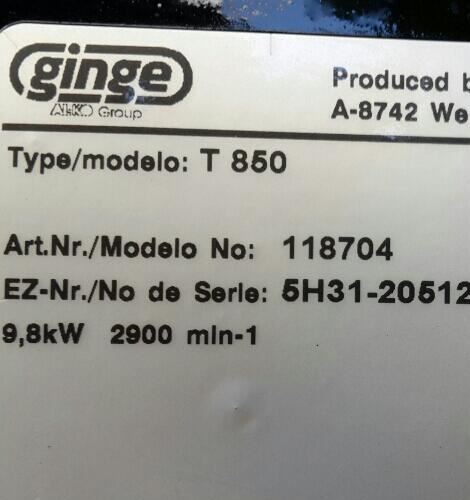 ginge
AL-KO Group
Produced b
A-8742 We
Type/modelo: T 850
Art.Nr./Modelo No: 118704
EZ-Nr./No de Serie: 5H31-20512
9,8kW 2900 min-1